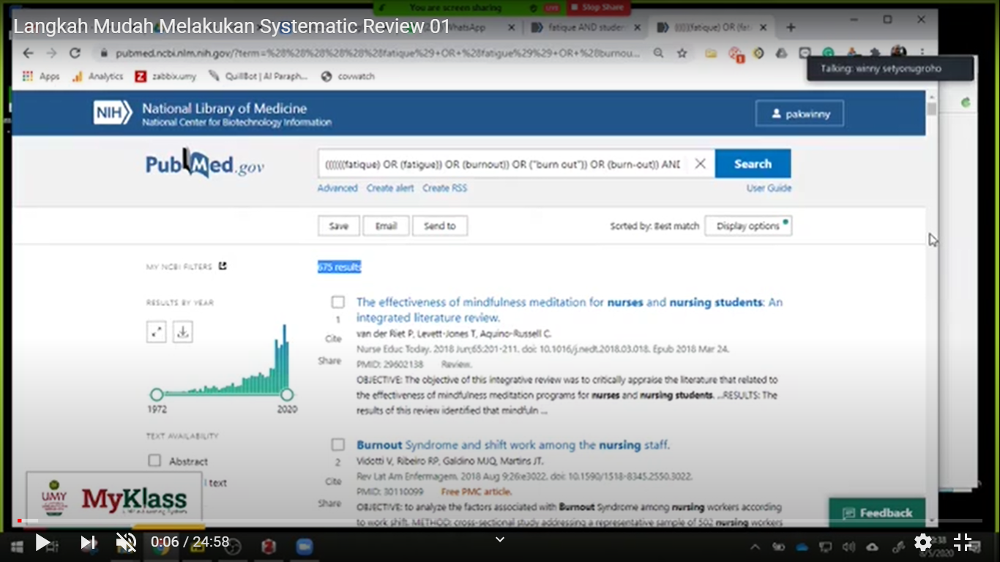 You are screen sharing LIVE Stop Share
Langkah Mudah Melakukan Systematic Review 01
WhatsApp
fatique AND studen
((((((fatique) OR (fati
pubmed.ncbi.nlm.nih.gov/?term=%28%28%28%28%28%28fatique%29+OR+%28fatigue%29%29+OR+%28burnou...
Apps Analytics zabbix.umy QuillBot | AI Paraph... covwatch
Talking: winny setyonugroho
NIH National Library of Medicine
National Center for Biotechnology Information
pakwinny
PubMed.gov
((((((fatique) OR (fatigue)) OR (burnout)) OR ("burn out")) OR (burn-out)) AND
Search
Advanced Create alert Create RSS User Guide
Save Email Send to Sorted by: Best match Display options
MY NCBI FILTERS 675 results
RESULTS BY YEAR
1972 2020
TEXT AVAILABILITY
Abstract
l text
The effectiveness of mindfulness meditation for nurses and nursing students: An
integrated literature review.
1
Cite
Share
van der Riet P, Levett-Jones T, Aquino-Russell C.
Nurse Educ Today. 2018 Jun;65:201-211. doi: 10.1016/j.nedt.2018.03.018. Epub 2018 Mar 24.
PMID: 29602138 Review.
OBJECTIVE: The objective of this integrative review was to critically appraise the literature that related to
the effectiveness of mindfulness meditation programs for nurses and nursing students. ...RESULTS: The
results of this review identified that mindfuln ...
Burnout Syndrome and shift work among the nursing staff.
2
Cite
Share
Vidotti V, Ribeiro RP, Galdino MJQ, Martins JT.
Rev Lat Am Enfermagem. 2018 Aug 9;26:e3022. doi: 10.1590/1518-8345.2550.3022.
PMID: 30110099 Free PMC article.
OBJECTIVE: to analyze the factors associated with Burnout Syndrome among nursing workers according
to work shift. METHOD: cross-sectional study addressing a representative sample of 502 nursing workers
UMY MyKlass
Feedback
0:06 / 24:58
8/5/2020